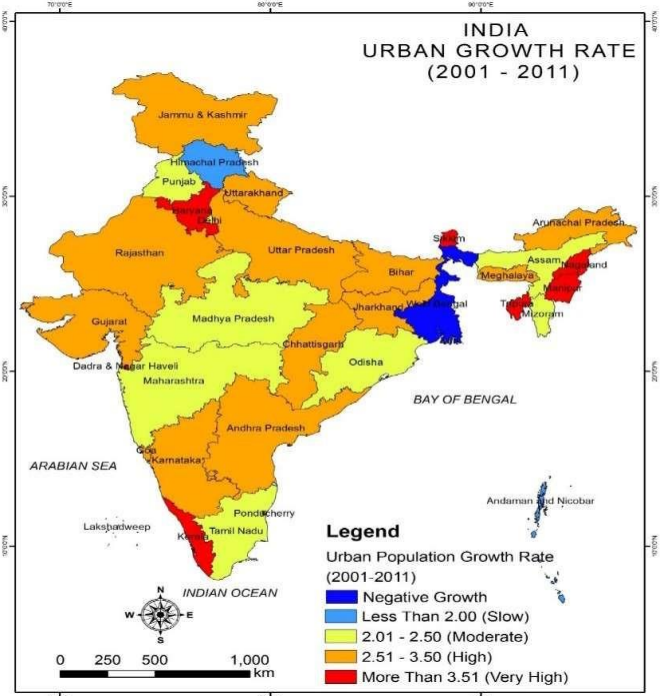 70°0'0"E 80°0'0"E 90°0'0"E
INDIA
URBAN GROWTH RATE
(2001 - 2011)
Jammu & Kashmir
Himachal Pradesh
Punjab
Uttarakhand
Haryana
Delhi
Arunachal Pradesh
Sikkim
Rajasthan
Uttar Pradesh
Assam
Nagaland
Bihar
Meghalaya
Manipur
Jharkhand
West Bengal
Tripura
Mizoram
Gujarat
Madhya Pradesh
Chhattisgarh
Dadra & Nagar Haveli
Odisha
Maharashtra
BAY OF BENGAL
Andhra Pradesh
Goa
Karnataka
ARABIAN SEA
Andaman and Nicobar
Ponducherry
Lakshadweep
Kerala
Tamil Nadu
INDIAN OCEAN
N
W E
S
0 250 500 1,000
km
Legend
Urban Population Growth Rate
(2001-2011)
Negative Growth
Less Than 2.00 (Slow)
2.01 - 2.50 (Moderate)
2.51 - 3.50 (High)
More Than 3.51 (Very High)